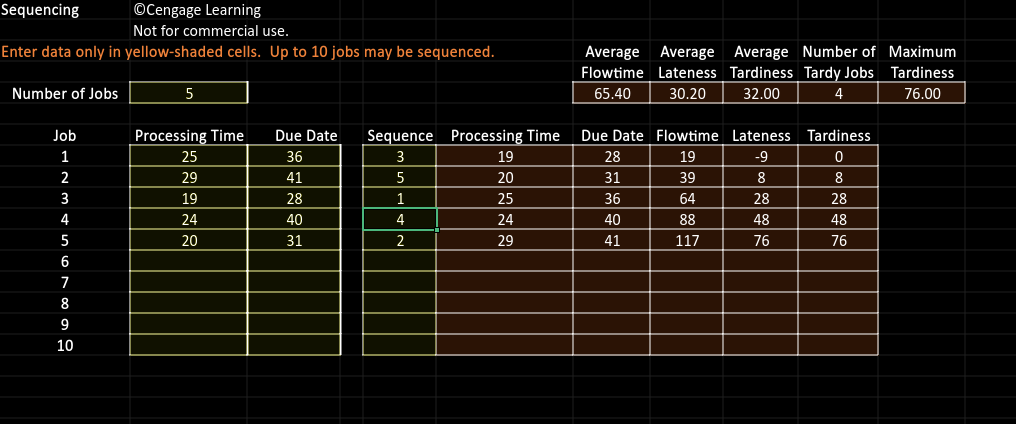 Sequencing ©Cengage Learning
Not for commercial use.
Enter data only in yellow-shaded cells. Up to 10 jobs may be sequenced. Average Average Average Number of Maximum
Flowtime Lateness Tardiness Tardy Jobs Tardiness
Number of Jobs 5 65.40 30.20 32.00 4 76.00
Job Processing Time Due Date Sequence Processing Time Due Date Flowtime Lateness Tardiness
1 25 36 3 19 28 19 -9 0
2 29 41 5 20 31 39 8 8
3 19 28 1 25 36 64 28 28
4 24 40 4 24 40 88 48 48
5 20 31 2 29 41 117 76 76
6
7
8
9
10